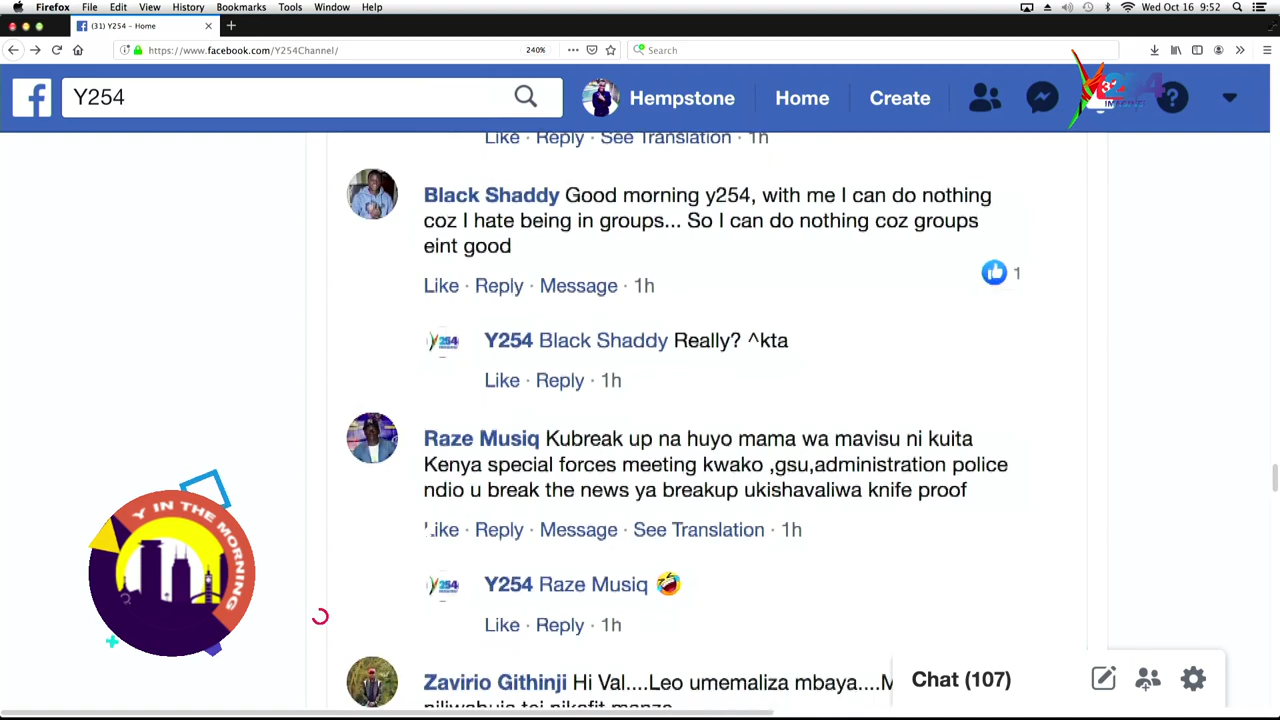 Firefox File Edit View History Bookmarks Tools Window Help Wed Oct 16 9:52
(31) Y254 - Home
https://www.facebook.com/Y254Channel/ 240% Search
Y254 Hempstone Home Create
Like · Reply · See Translation · 1h
Black Shaddy Good morning y254, with me I can do nothing
coz I hate being in groups... So I can do nothing coz groups
eint good
Like · Reply · Message · 1h 1
Y254 Black Shaddy Really? ^kta
Like · Reply · 1h
Raze Musiq Kubreak up na huyo mama wa mavisu ni kuita
Kenya special forces meeting kwako ,gsu,administration police
ndio u break the news ya breakup ukishavaliwa knife proof
Like · Reply · Message · See Translation · 1h
Y IN THE MORNING
Y254 Raze Musiq
Like · Reply · 1h
Zavirio Githinji Hi Val....Leo umemaliza mbaya....M
Chat (107)